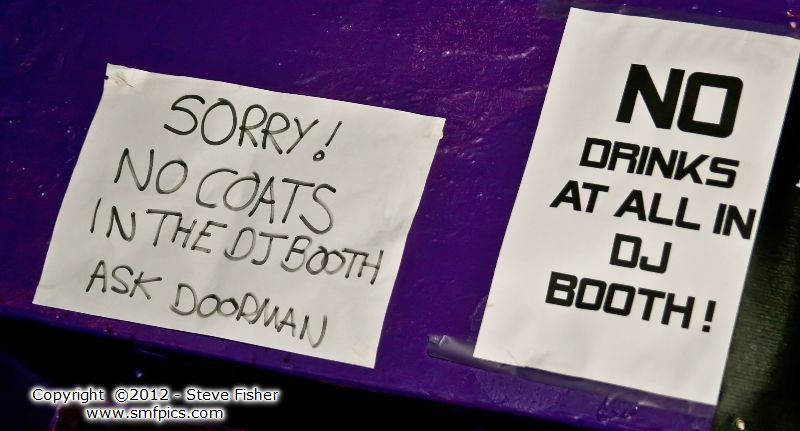 SORRY!
NO COATS
IN THE DJ BOOTH
ASK DOORMAN
NO
DRINKS
AT ALL IN
DJ
BOOTH!
Copyright ©2012 - Steve Fisher
www.smfpics.com